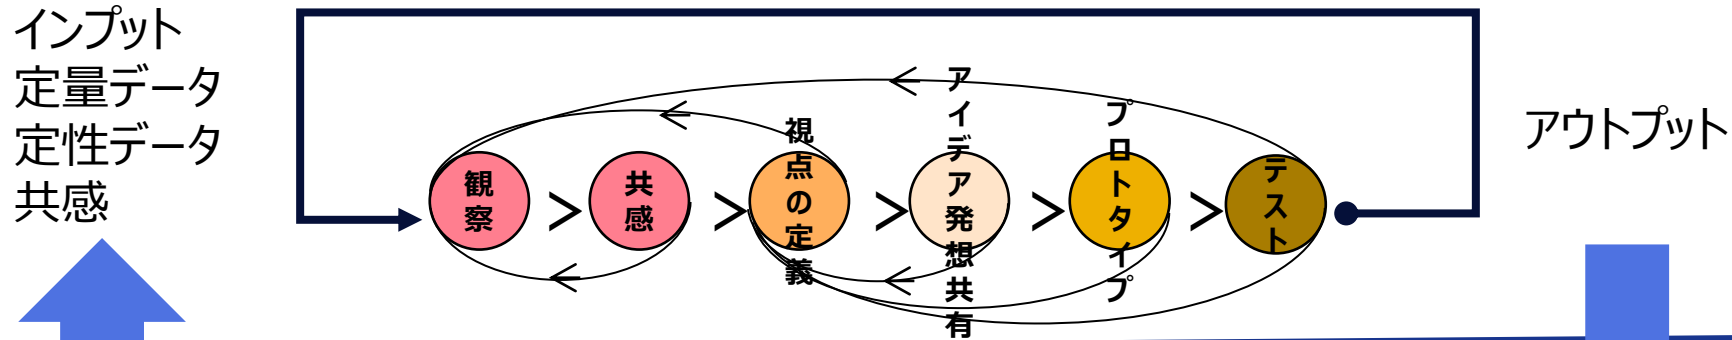 インプット
定量データ
定性データ
共感
観察
>
共感
>
視点の定義
>
アイデア発想共有
>
プロトタイプ
>
テスト
アウトプット